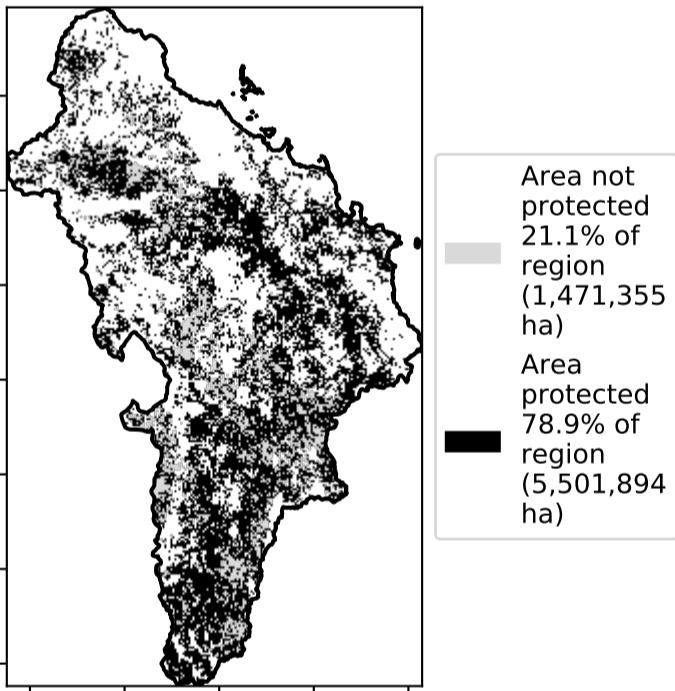 Area not
protected
21.1% of
region
(1,471,355
ha)
Area
protected
78.9% of
region
(5,501,894
ha)